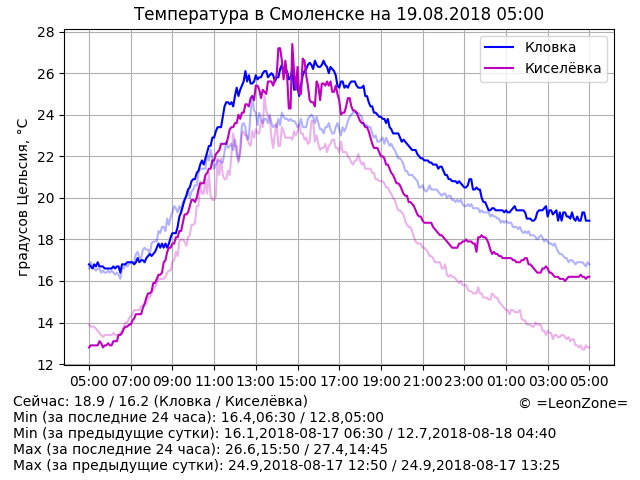 Температура в Смоленске на 19.08.2018 05:00
Кловка
Киселёвка
градусов Цельсия, °C
28
26
24
22
20
18
16
14
12
05:00 07:00 09:00 11:00 13:00 15:00 17:00 19:00 21:00 23:00 01:00 03:00 05:00
Сейчас: 18.9 / 16.2 (Кловка / Киселёвка)
© =LeonZone=
Min (за последние 24 часа): 16.4,06:30 / 12.8,05:00
Min (за предыдущие сутки): 16.1,2018-08-17 06:30 / 12.7,2018-08-18 04:40
Max (за последние 24 часа): 26.6,15:50 / 27.4,14:45
Max (за предыдущие сутки): 24.9,2018-08-17 12:50 / 24.9,2018-08-17 13:25